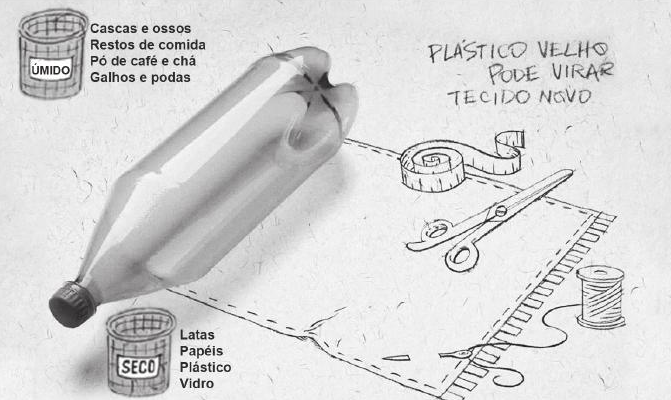 Cascas e ossos
Restos de comida
Pó de café e chá
Galhos e podas
ÚMIDO
PLÁSTICO VELHO
PODE VIRAR
TECIDO NOVO
Latas
Papéis
Plástico
Vidro
SECO